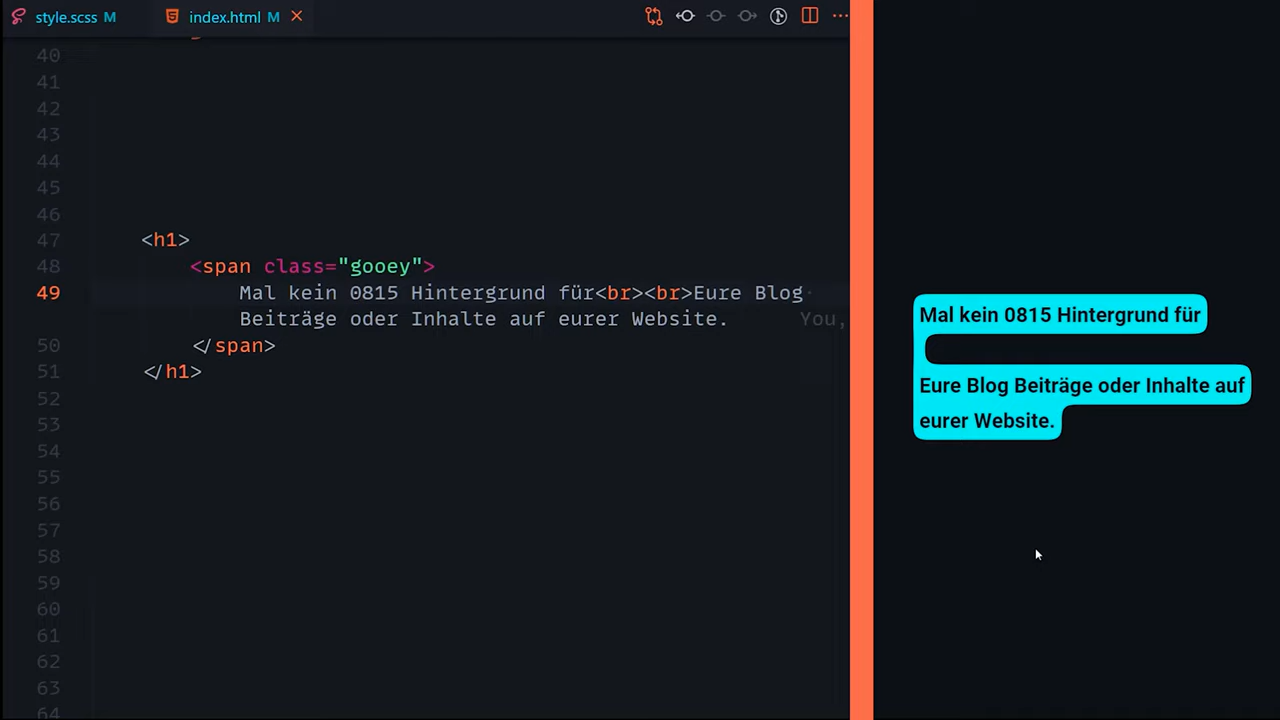 style.scss M
index.html M
40
41
42
43
44
45
46
47 <h1>
48 <span class="gooey">
49 Mal kein 0815 Hintergrund für<br><br>Eure Blog
Beiträge oder Inhalte auf eurer Website. You,
50 </span>
51 </h1>
52
53
54
55
56
57
58
59
60
61
62
63
64
Mal kein 0815 Hintergrund für
Eure Blog Beiträge oder Inhalte auf
eurer Website.